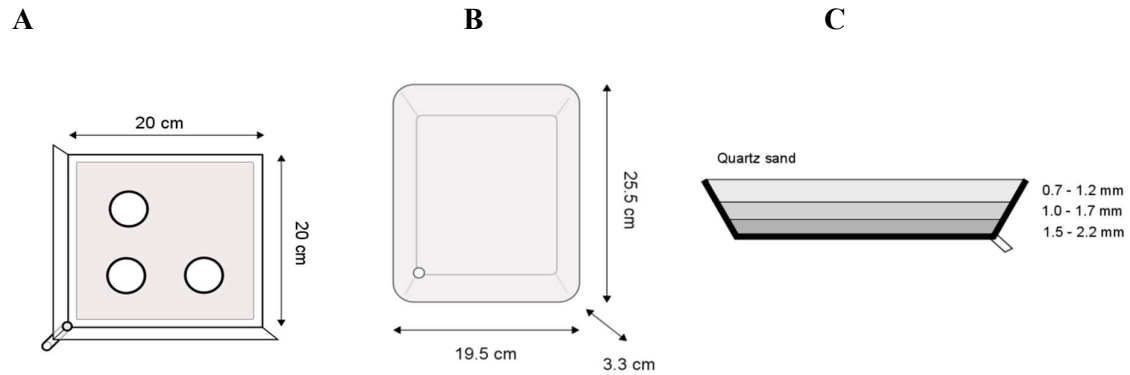 A
B
C
20 cm
20 cm
25.5 cm
19.5 cm
3.3 cm
Quartz sand
0.7 - 1.2 mm
1.0 - 1.7 mm
1.5 - 2.2 mm